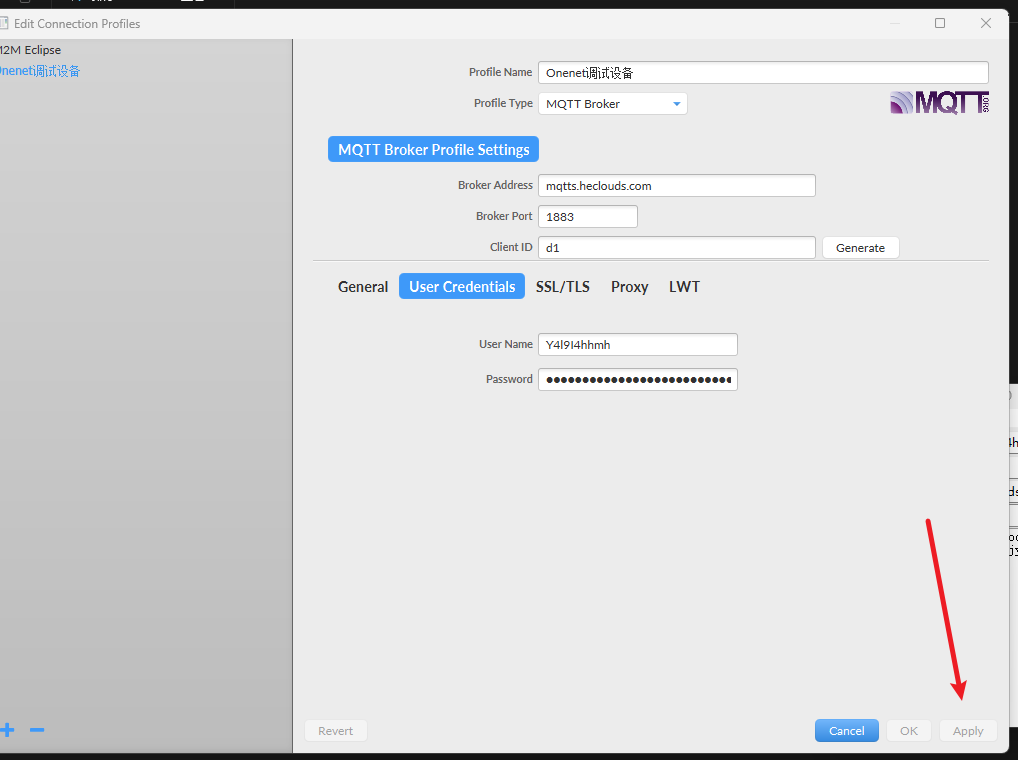 Edit Connection Profiles
M2M Eclipse
Onenet调试设备
Profile Name Onenet调试设备
Profile Type MQTT Broker
MQTT.ORG
MQTT Broker Profile Settings
Broker Address mqtts.heclouds.com
Broker Port 1883
Client ID d1 Generate
General User Credentials SSL/TLS Proxy LWT
User Name Y4l9I4hhmh
Password
Revert Cancel OK Apply